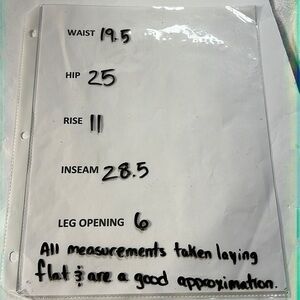 WAIST 19.5
HIP 25
RISE 11
INSEAM 28.5
LEG OPENING 6
All measurements taken laying
flat & are a good approximation.